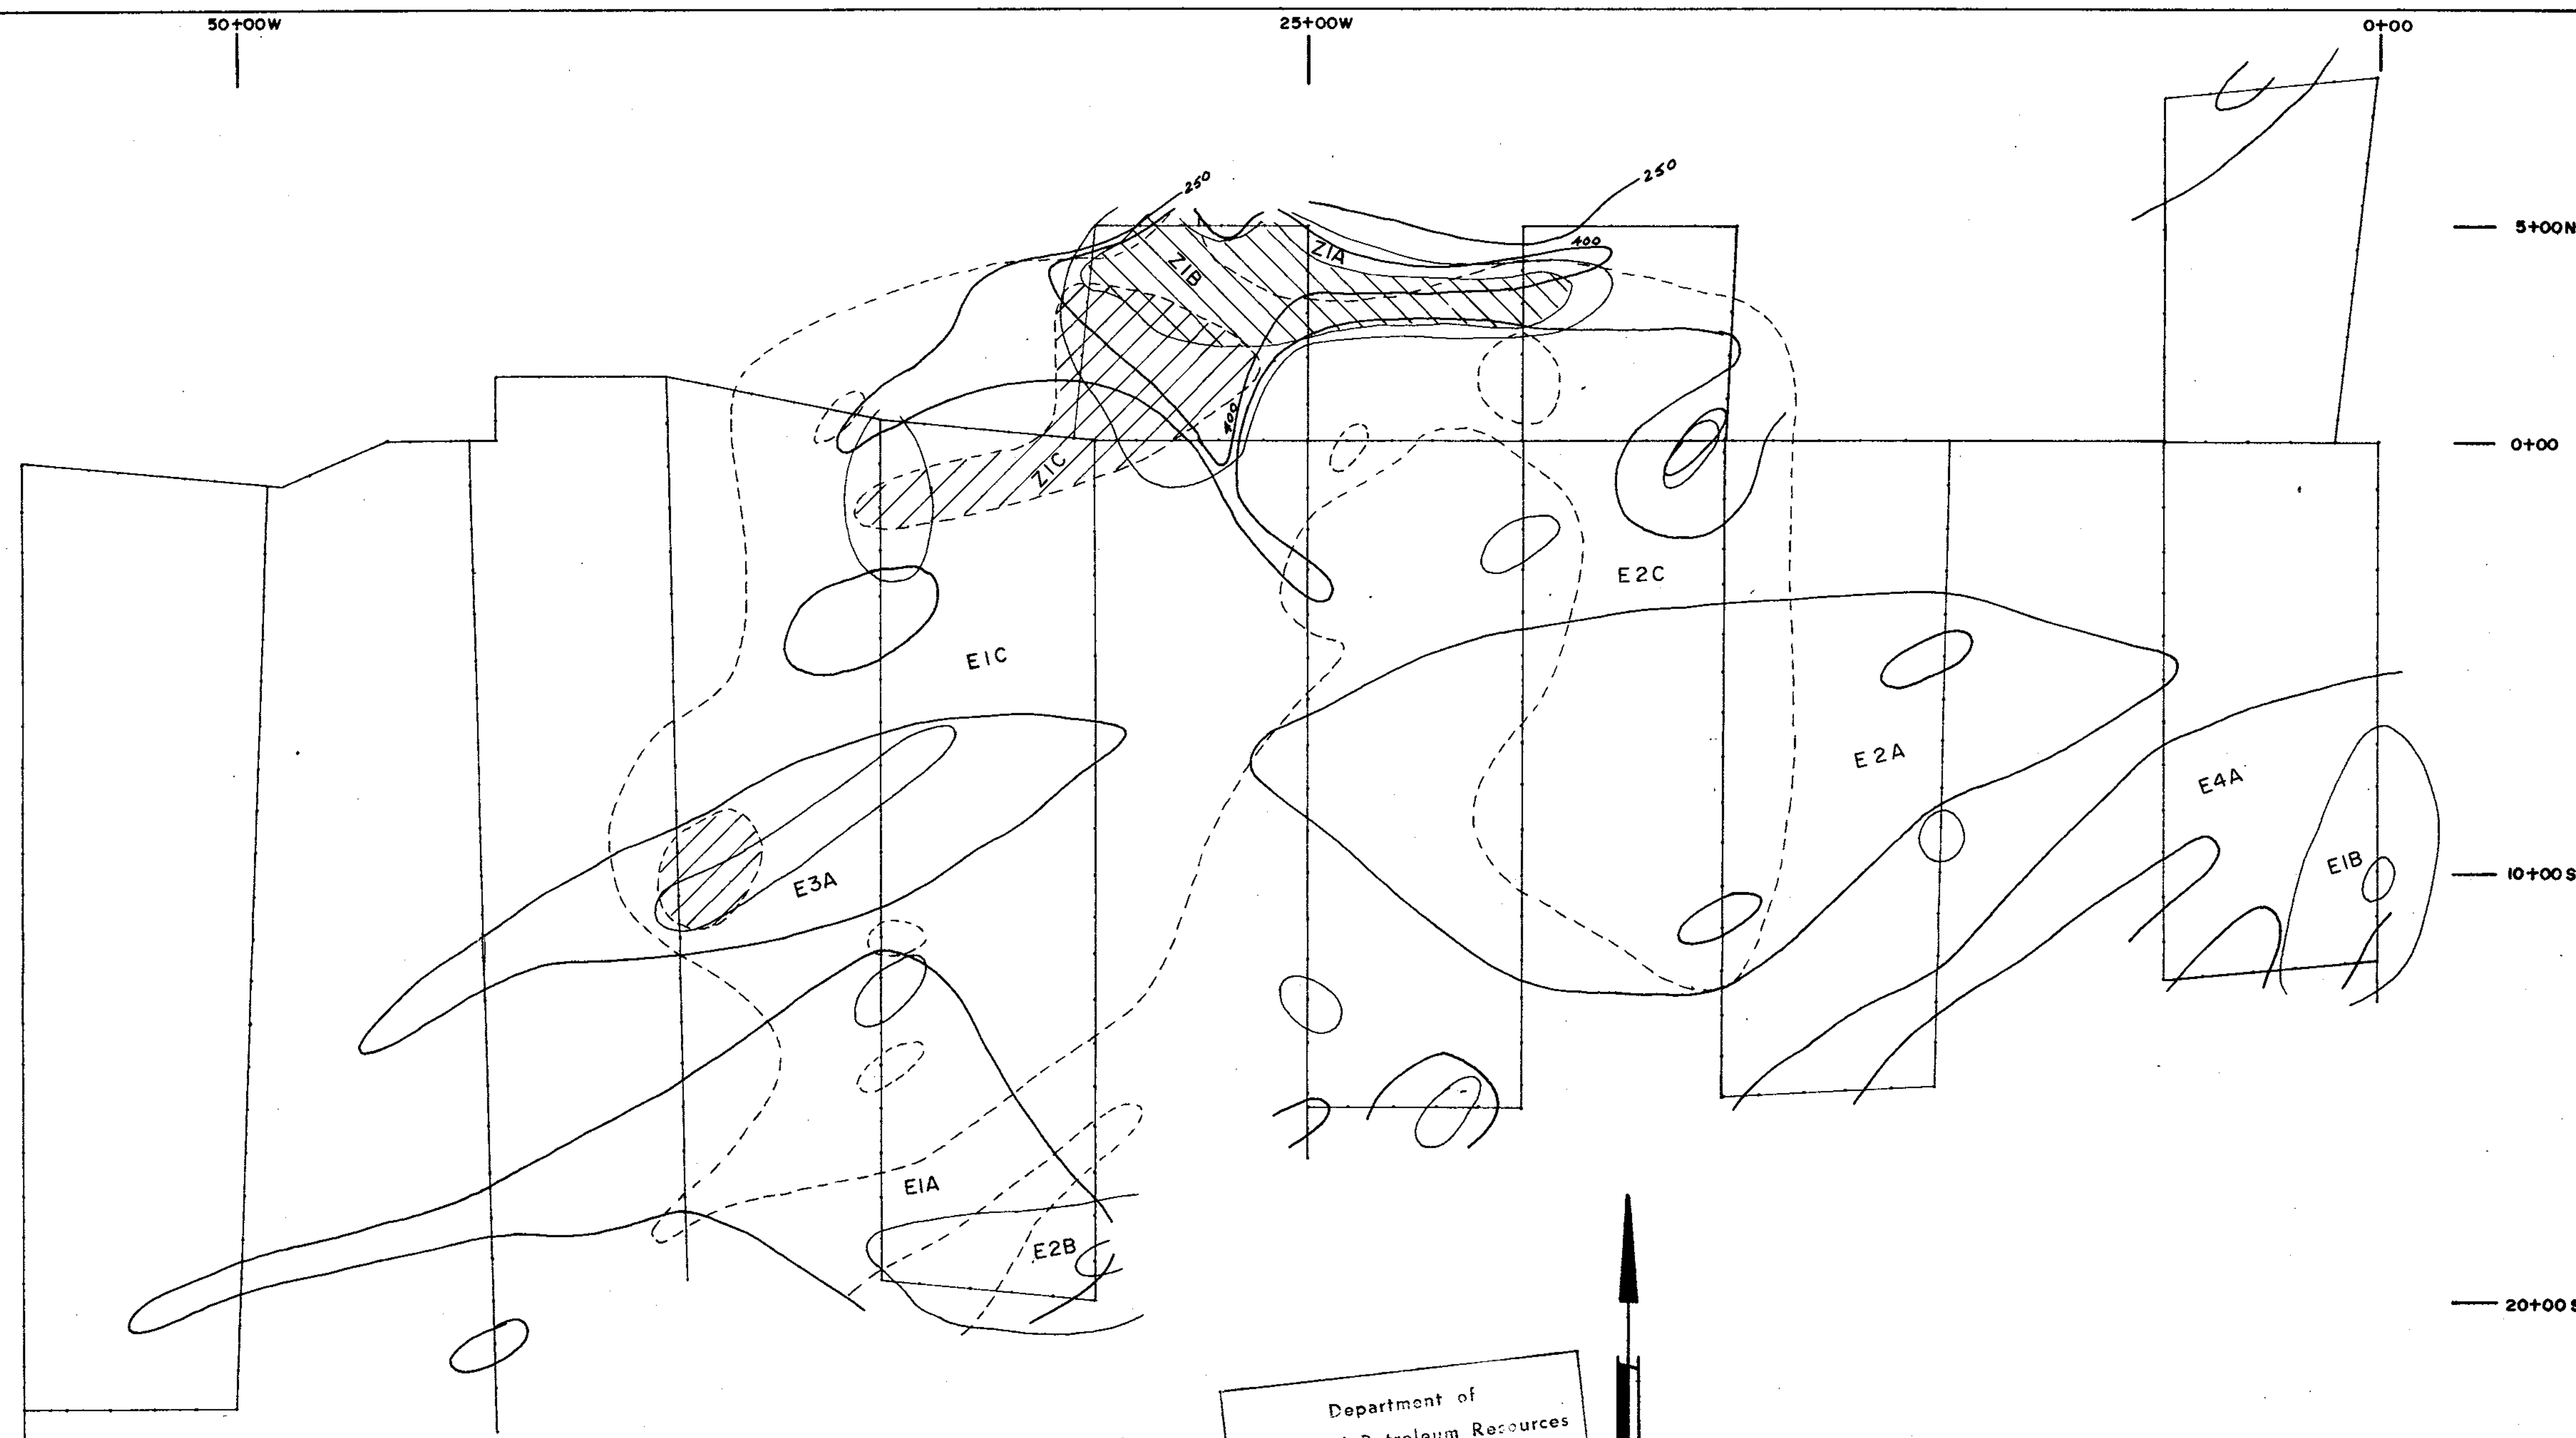 50+00W
25+00W
0+00
250
250
5+00N
400
Z1A
Z1B
400
0+00
Z1C
E2C
E1C
E2A
E4A
E1B
10+00S
E3A
E1A
E2B
20+00S
Department of
Petroleum Resources